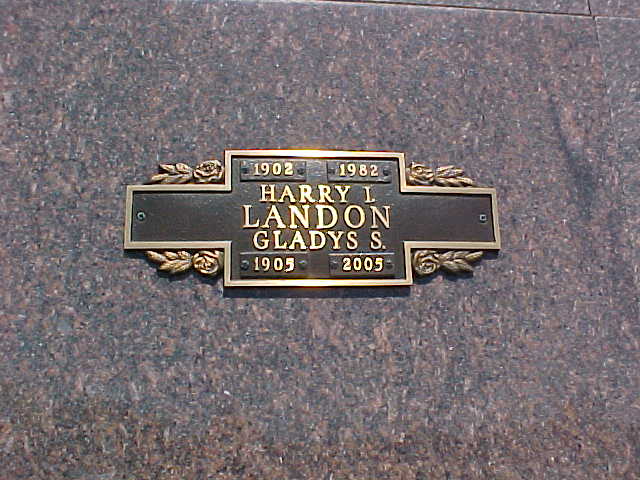 1902 1982
HARRY I.
LANDON
GLADYS S.
1905 2005